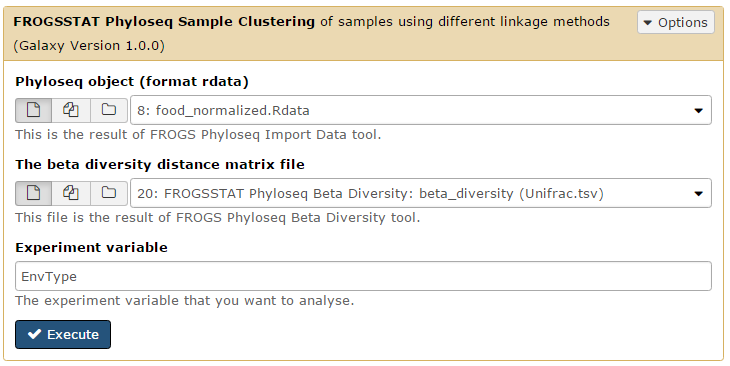 FROGSSTAT Phyloseq Sample Clustering of samples using different linkage methods
(Galaxy Version 1.0.0)
Options
Phyloseq object (format rdata)
8: food_normalized.Rdata
This is the result of FROGS Phyloseq Import Data tool.
The beta diversity distance matrix file
20: FROGSSTAT Phyloseq Beta Diversity: beta_diversity (Unifrac.tsv)
This file is the result of FROGS Phyloseq Beta Diversity tool.
Experiment variable
EnvType
The experiment variable that you want to analyse.
Execute